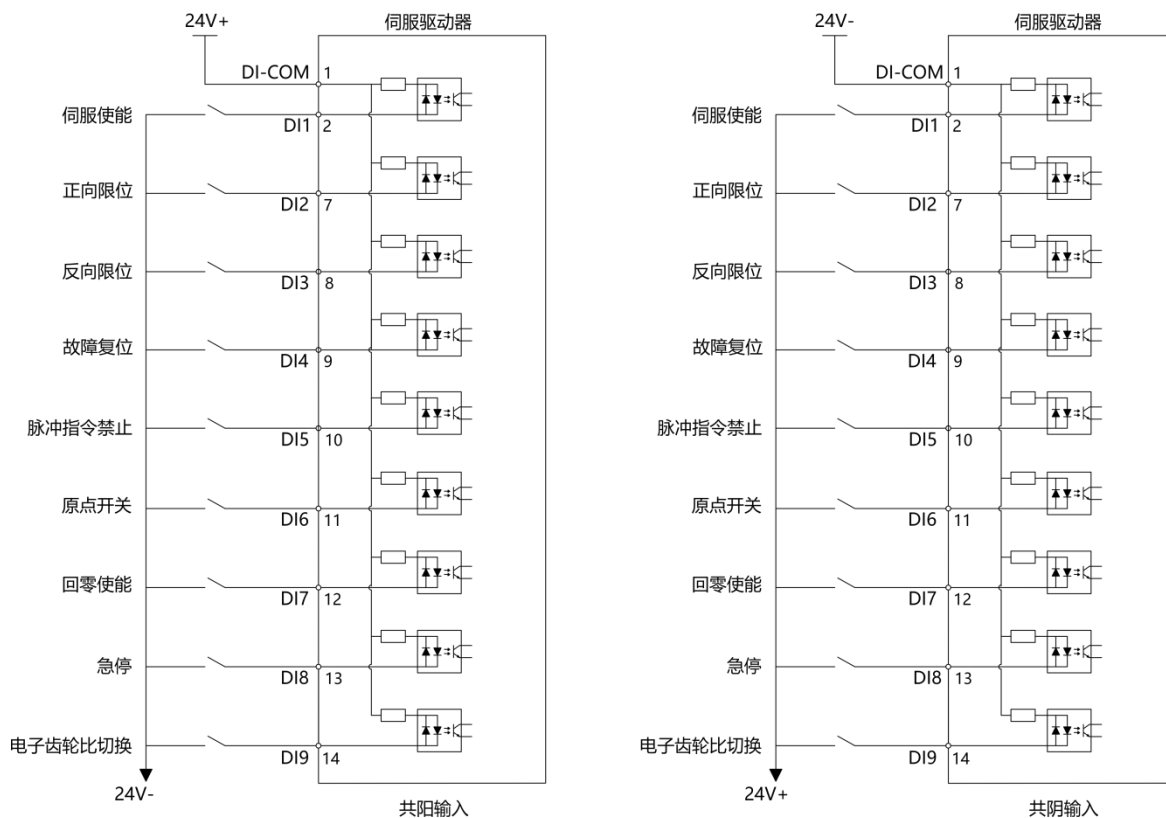 24V+
伺服驱动器
DI-COM 1
伺服使能
DI1 2
正向限位
DI2 7
反向限位
DI3 8
故障复位
DI4 9
脉冲指令禁止
DI5 10
原点开关
DI6 11
回零使能
DI7 12
急停
DI8 13
电子齿轮比切换
DI9 14
24V-
共阳输入
24V-
伺服驱动器
DI-COM 1
伺服使能
DI1 2
正向限位
DI2 7
反向限位
DI3 8
故障复位
DI4 9
脉冲指令禁止
DI5 10
原点开关
DI6 11
回零使能
DI7 12
急停
DI8 13
电子齿轮比切换
DI9 14
24V+
共阴输入